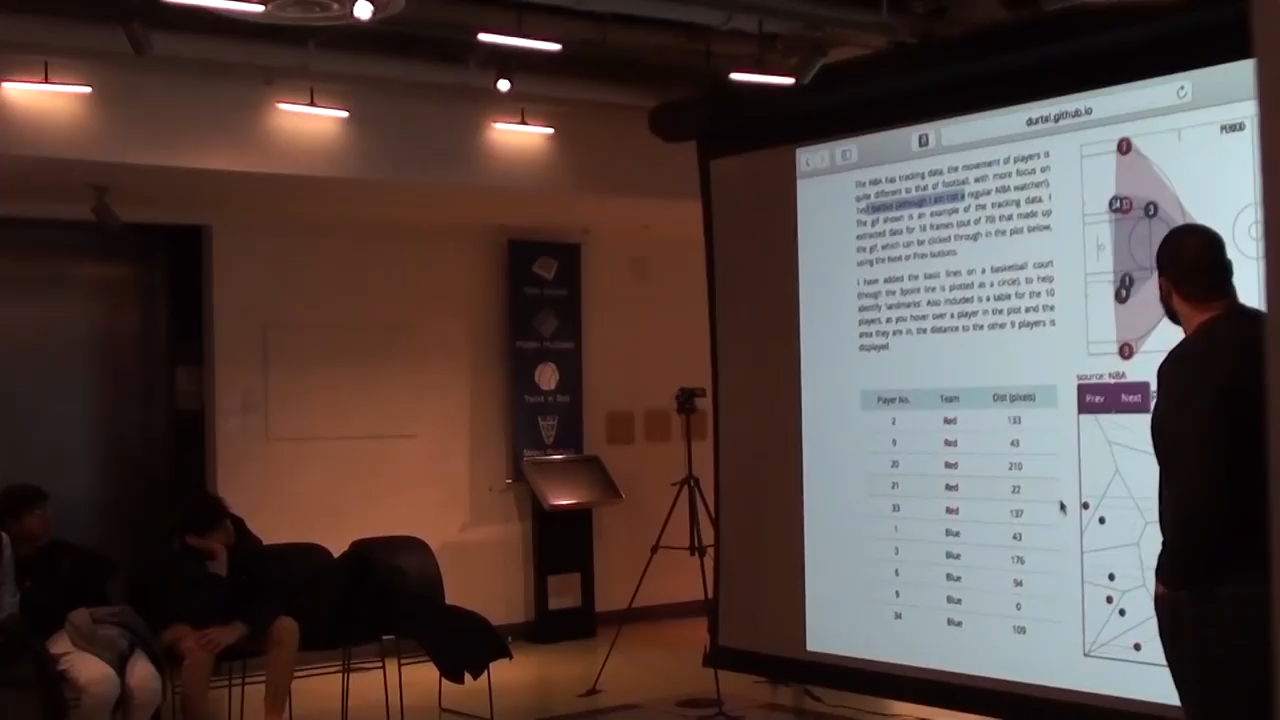 durtal.github.io
PERIOD
The NBA has tracking data, the movement of players is
quite different to that of football, with more focus on
(although I am not a regular NBA watcher!).
The gif shown is an example of the tracking data. I
extracted data for 18 frames (out of 70) that made up
the gif, which can be clicked through in the plot below,
using the Next or Prev buttons.
I have added the basic lines on a basketball court
(though the 3point line is plotted as a circle), to help
identify 'landmarks'. Also included is a table for the 10
players, as you hover over a player in the plot and the
area they are in, the distance to the other 9 players is
displayed.
source: NBA
Prev Next
Player No. Team Dist (pixels)
2 Red 153
9 Red 43
20 Red 210
21 Red 22
33 Red 137
1 Blue 43
3 Blue 176
6 Blue 94
9 Blue 0
34 Blue 109